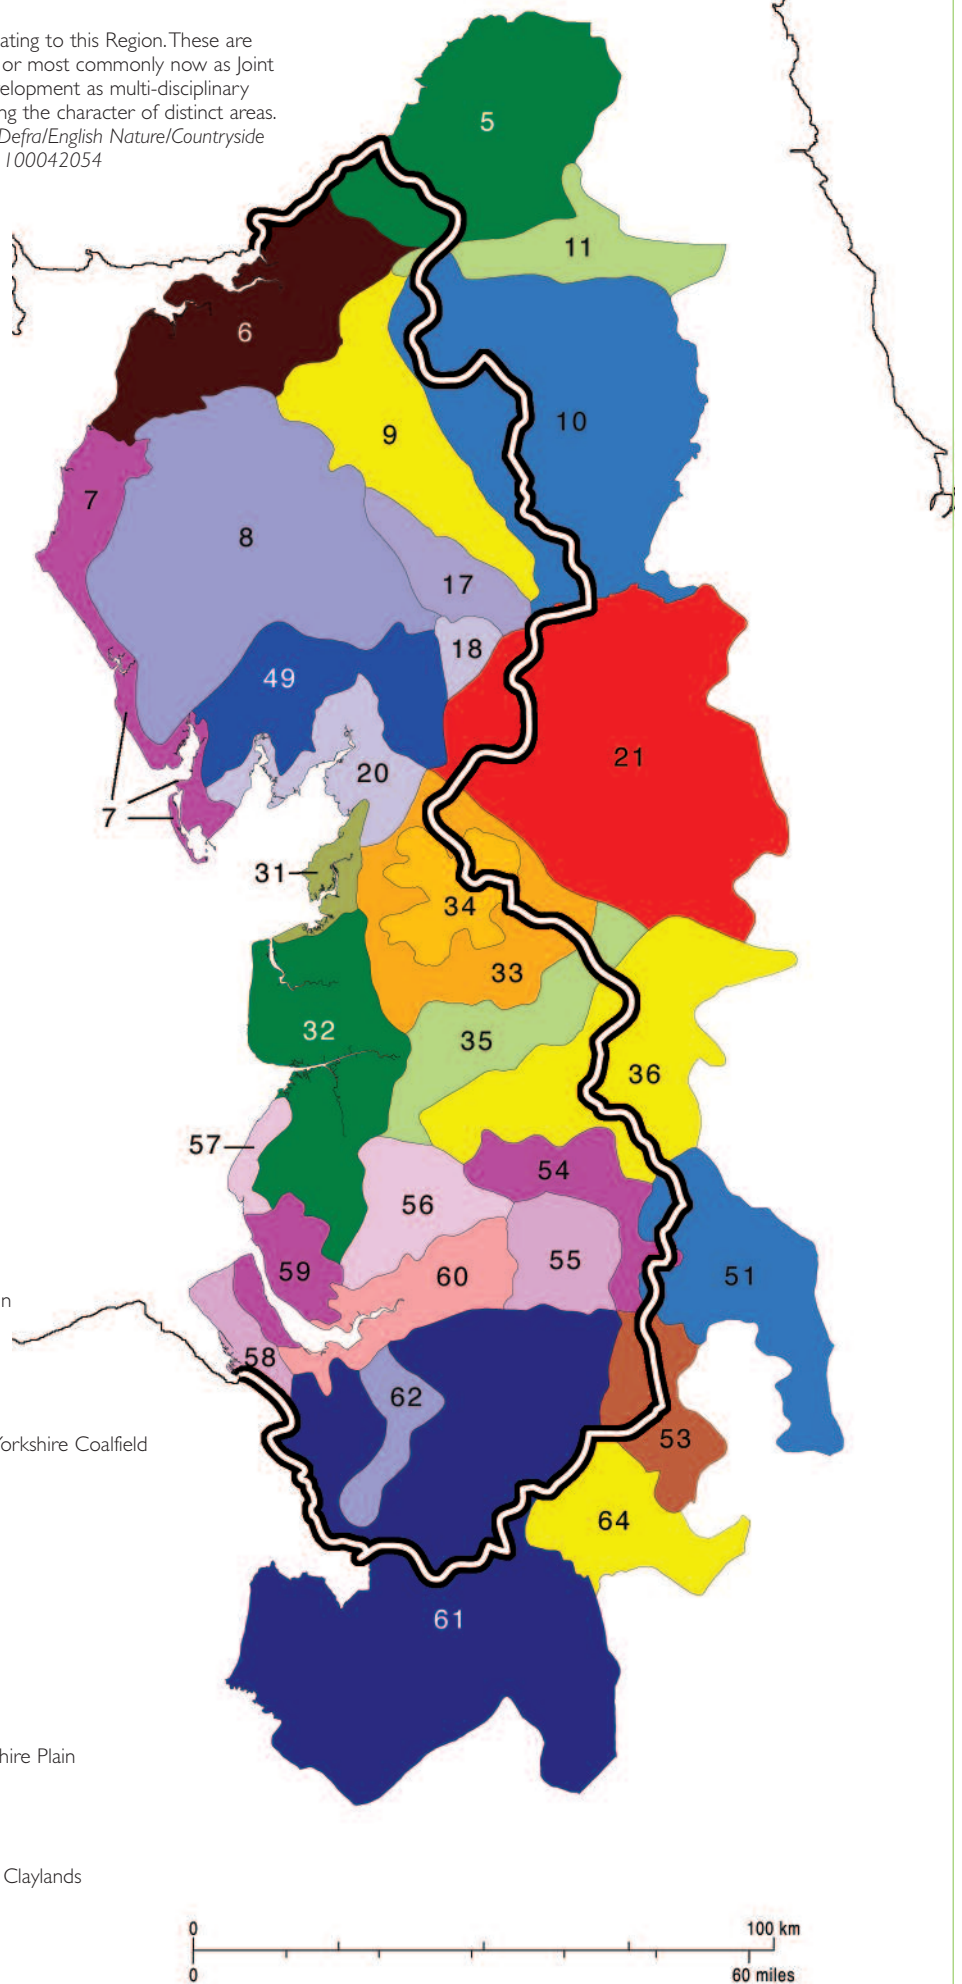 ating to this Region. These are
or most commonly now as Joint
velopment as multi-disciplinary
ng the character of distinct areas.
Defra/English Nature/Countryside
100042054
5
11
6
10
9
7
8
17
18
49
21
20
7
31
34
33
32
35
36
57
54
56
51
59
60
55
n
58
62
Yorkshire Coalfield
53
64
61
hire Plain
Claylands
0 100 km
0 60 miles